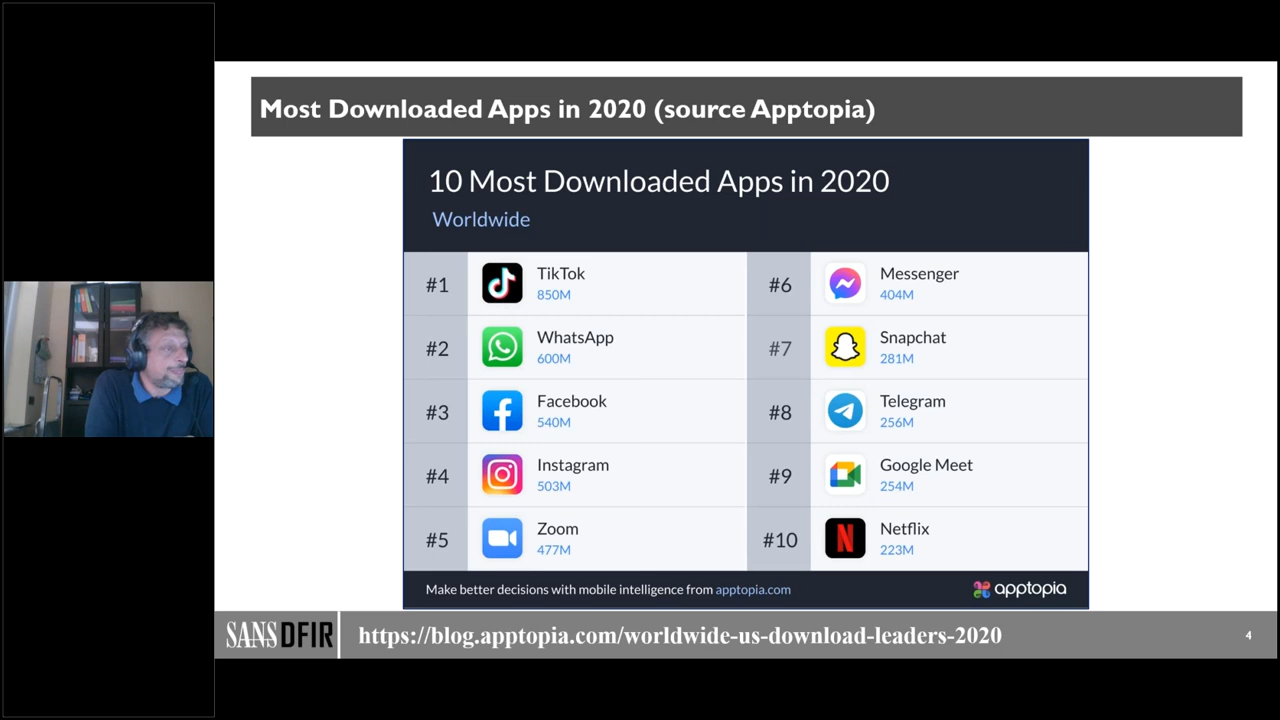 Most Downloaded Apps in 2020 (source Apptopia)
10 Most Downloaded Apps in 2020
Worldwide
#1
TikTok
850M
#2
WhatsApp
600M
#3
Facebook
540M
#4
Instagram
503M
#5
Zoom
477M
#6
Messenger
404M
#7
Snapchat
281M
#8
Telegram
256M
#9
Google Meet
254M
#10
N
Netflix
223M
Make better decisions with mobile intelligence from apptopia.com
apptopia
SANS DFIR
https://blog.apptopia.com/worldwide-us-download-leaders-2020
4